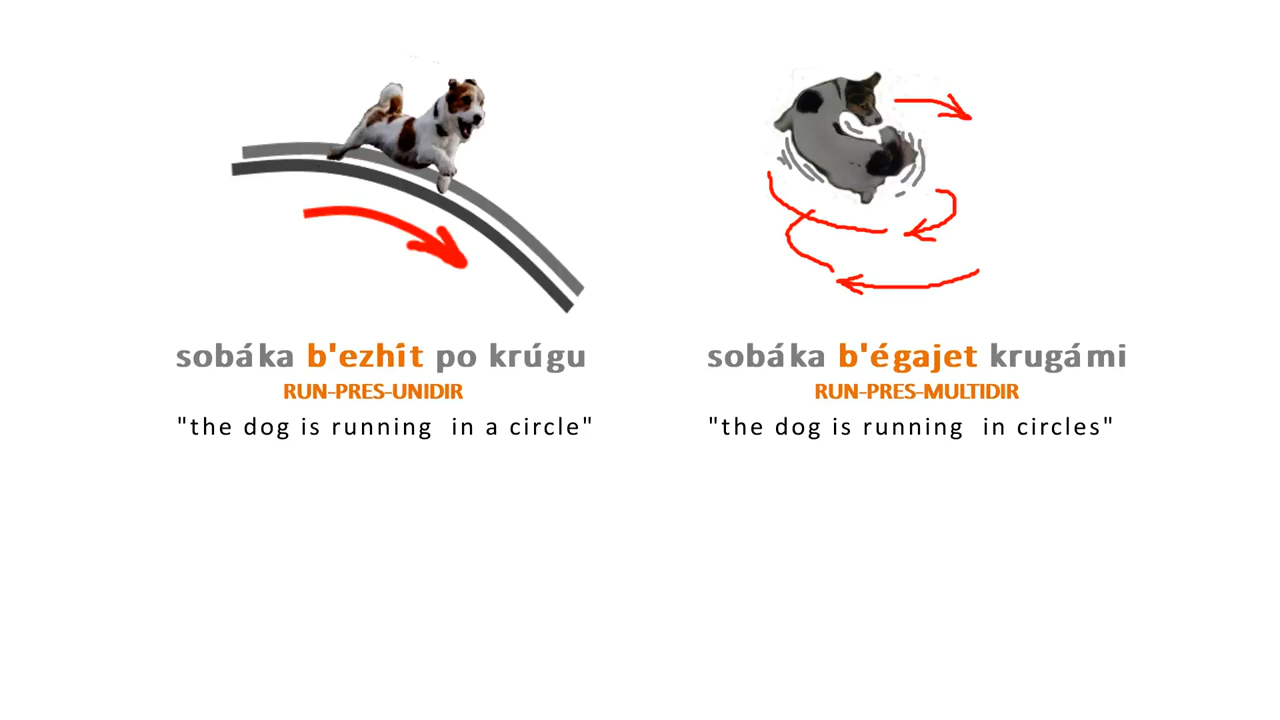 sobáka b'ezhít po krúgu
RUN-PRES-UNIDIR
"the dog is running in a circle"
sobáka b'égajet krugámi
RUN-PRES-MULTIDIR
"the dog is running in circles"